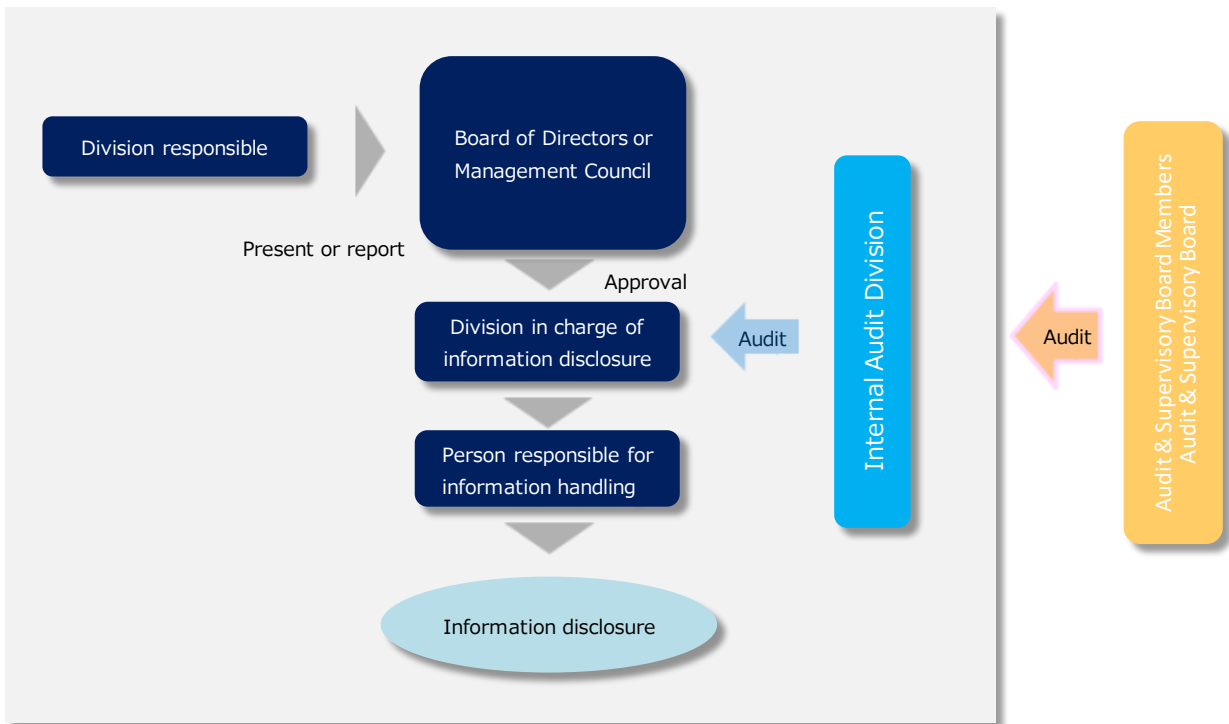 Division responsible
Board of Directors or
Management Council
Present or report
Approval
Division in charge of
information disclosure
Audit
Internal Audit Division
Audit
Audit & Supervisory Board Members
Audit & Supervisory Board
Person responsible for
information handling
Information disclosure